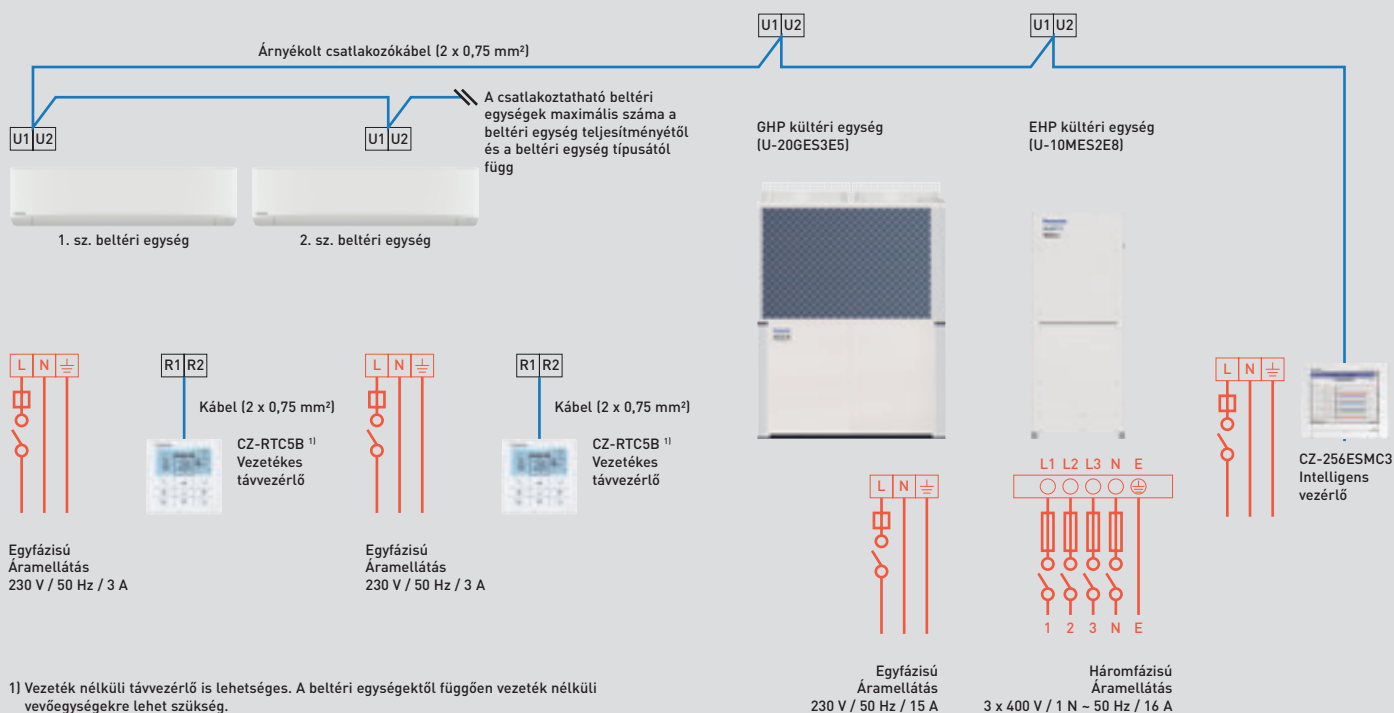 U1 U2
U1 U2
Árnyékolt csatlakozókábel (2 x 0,75 mm²)
A csatlakoztatható beltéri
egységek maximális száma a
beltéri egység teljesítményétől
és a beltéri egység típusától
függ
U1 U2
U1 U2
GHP kültéri egység
(U-20GES3E5)
EHP kültéri egység
(U-10MES2E8)
1. sz. beltéri egység
2. sz. beltéri egység
L N
R1 R2
L N
R1 R2
L N
Kábel (2 x 0,75 mm²)
Kábel (2 x 0,75 mm²)
CZ-RTC5B 1)
Vezetékes
távvezérlő
CZ-RTC5B 1)
Vezetékes
távvezérlő
CZ-256ESMC3
Intelligens
vezérlő
L N
L1 L2 L3 N E
1 2 3 N E
Egyfázisú
Áramellátás
230 V / 50 Hz / 3 A
Egyfázisú
Áramellátás
230 V / 50 Hz / 3 A
Egyfázisú
Áramellátás
230 V / 50 Hz / 15 A
Háromfázisú
Áramellátás
3 x 400 V / 1 N ~ 50 Hz / 16 A
1) Vezeték nélküli távvezérlő is lehetséges. A beltéri egységektől függően vezeték nélküli
vevőegységekre lehet szükség.